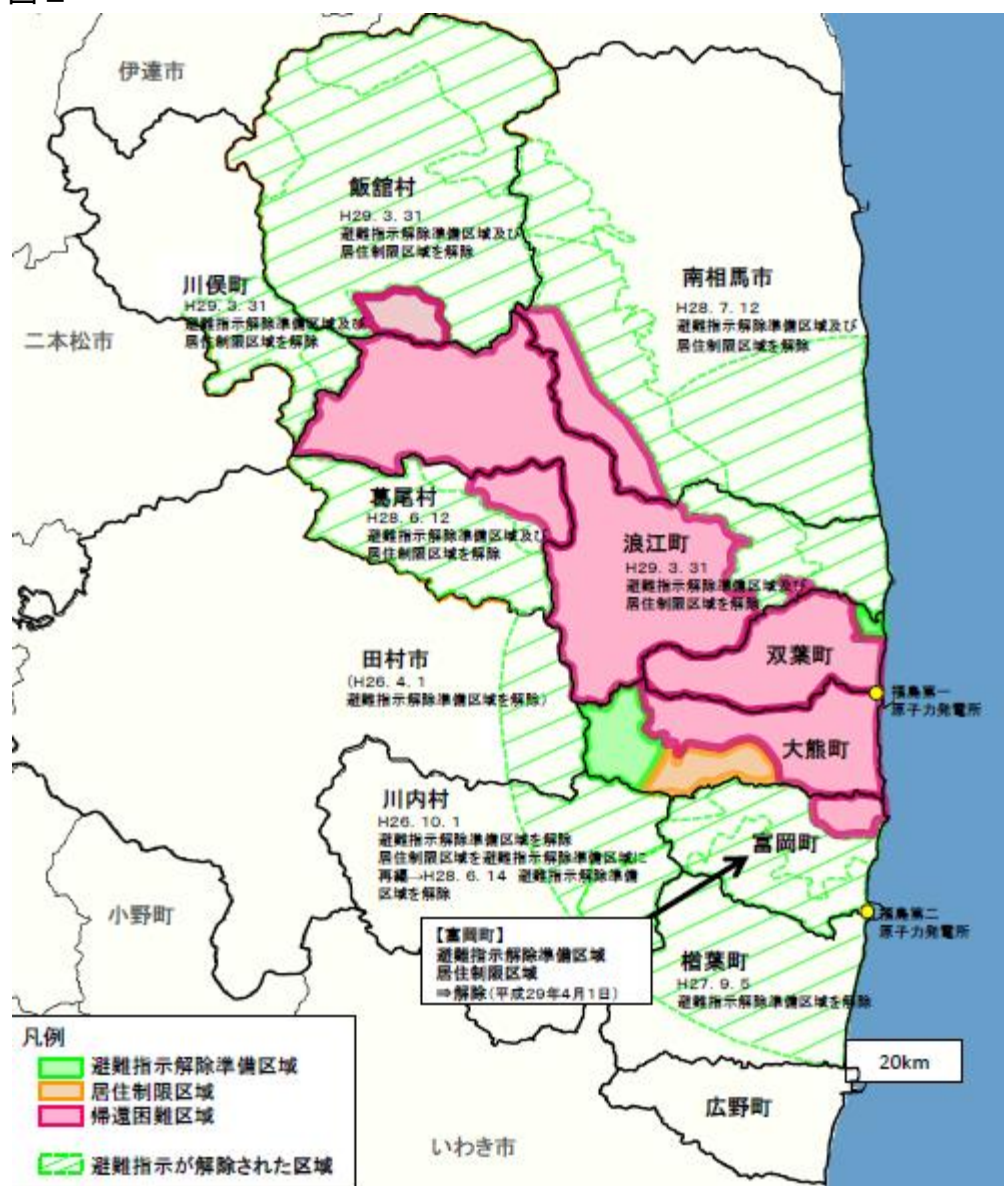 伊達市
飯舘村
H29.3.31
避難指示解除準備区域及び
居住制限区域を解除
川俣町
H29.3.31
避難指示解除準備区域及び
居住制限区域を解除
二本松市
南相馬市
H28.7.12
避難指示解除準備区域及び
居住制限区域を解除
葛尾村
H28.6.12
避難指示解除準備区域及び
居住制限区域を解除
浪江町
H29.3.31
避難指示解除準備区域及び
居住制限区域を解除
双葉町
田村市
(H26.4.1
避難指示解除準備区域を解除)
福島第一
原子力発電所
大熊町
川内村
H26.10.1
避難指示解除準備区域を解除
居住制限区域を避難指示解除準備区域に
再編→H28.6.14 避難指示解除準備
区域を解除
富岡町
小野町
福島第二
原子力発電所
【富岡町】
避難指示解除準備区域
居住制限区域
⇒解除(平成29年4月1日)
楢葉町
H27.9.5
避難指示解除準備区域を解除
凡例
避難指示解除準備区域
居住制限区域
帰還困難区域
避難指示が解除された区域
20km
広野町
いわき市